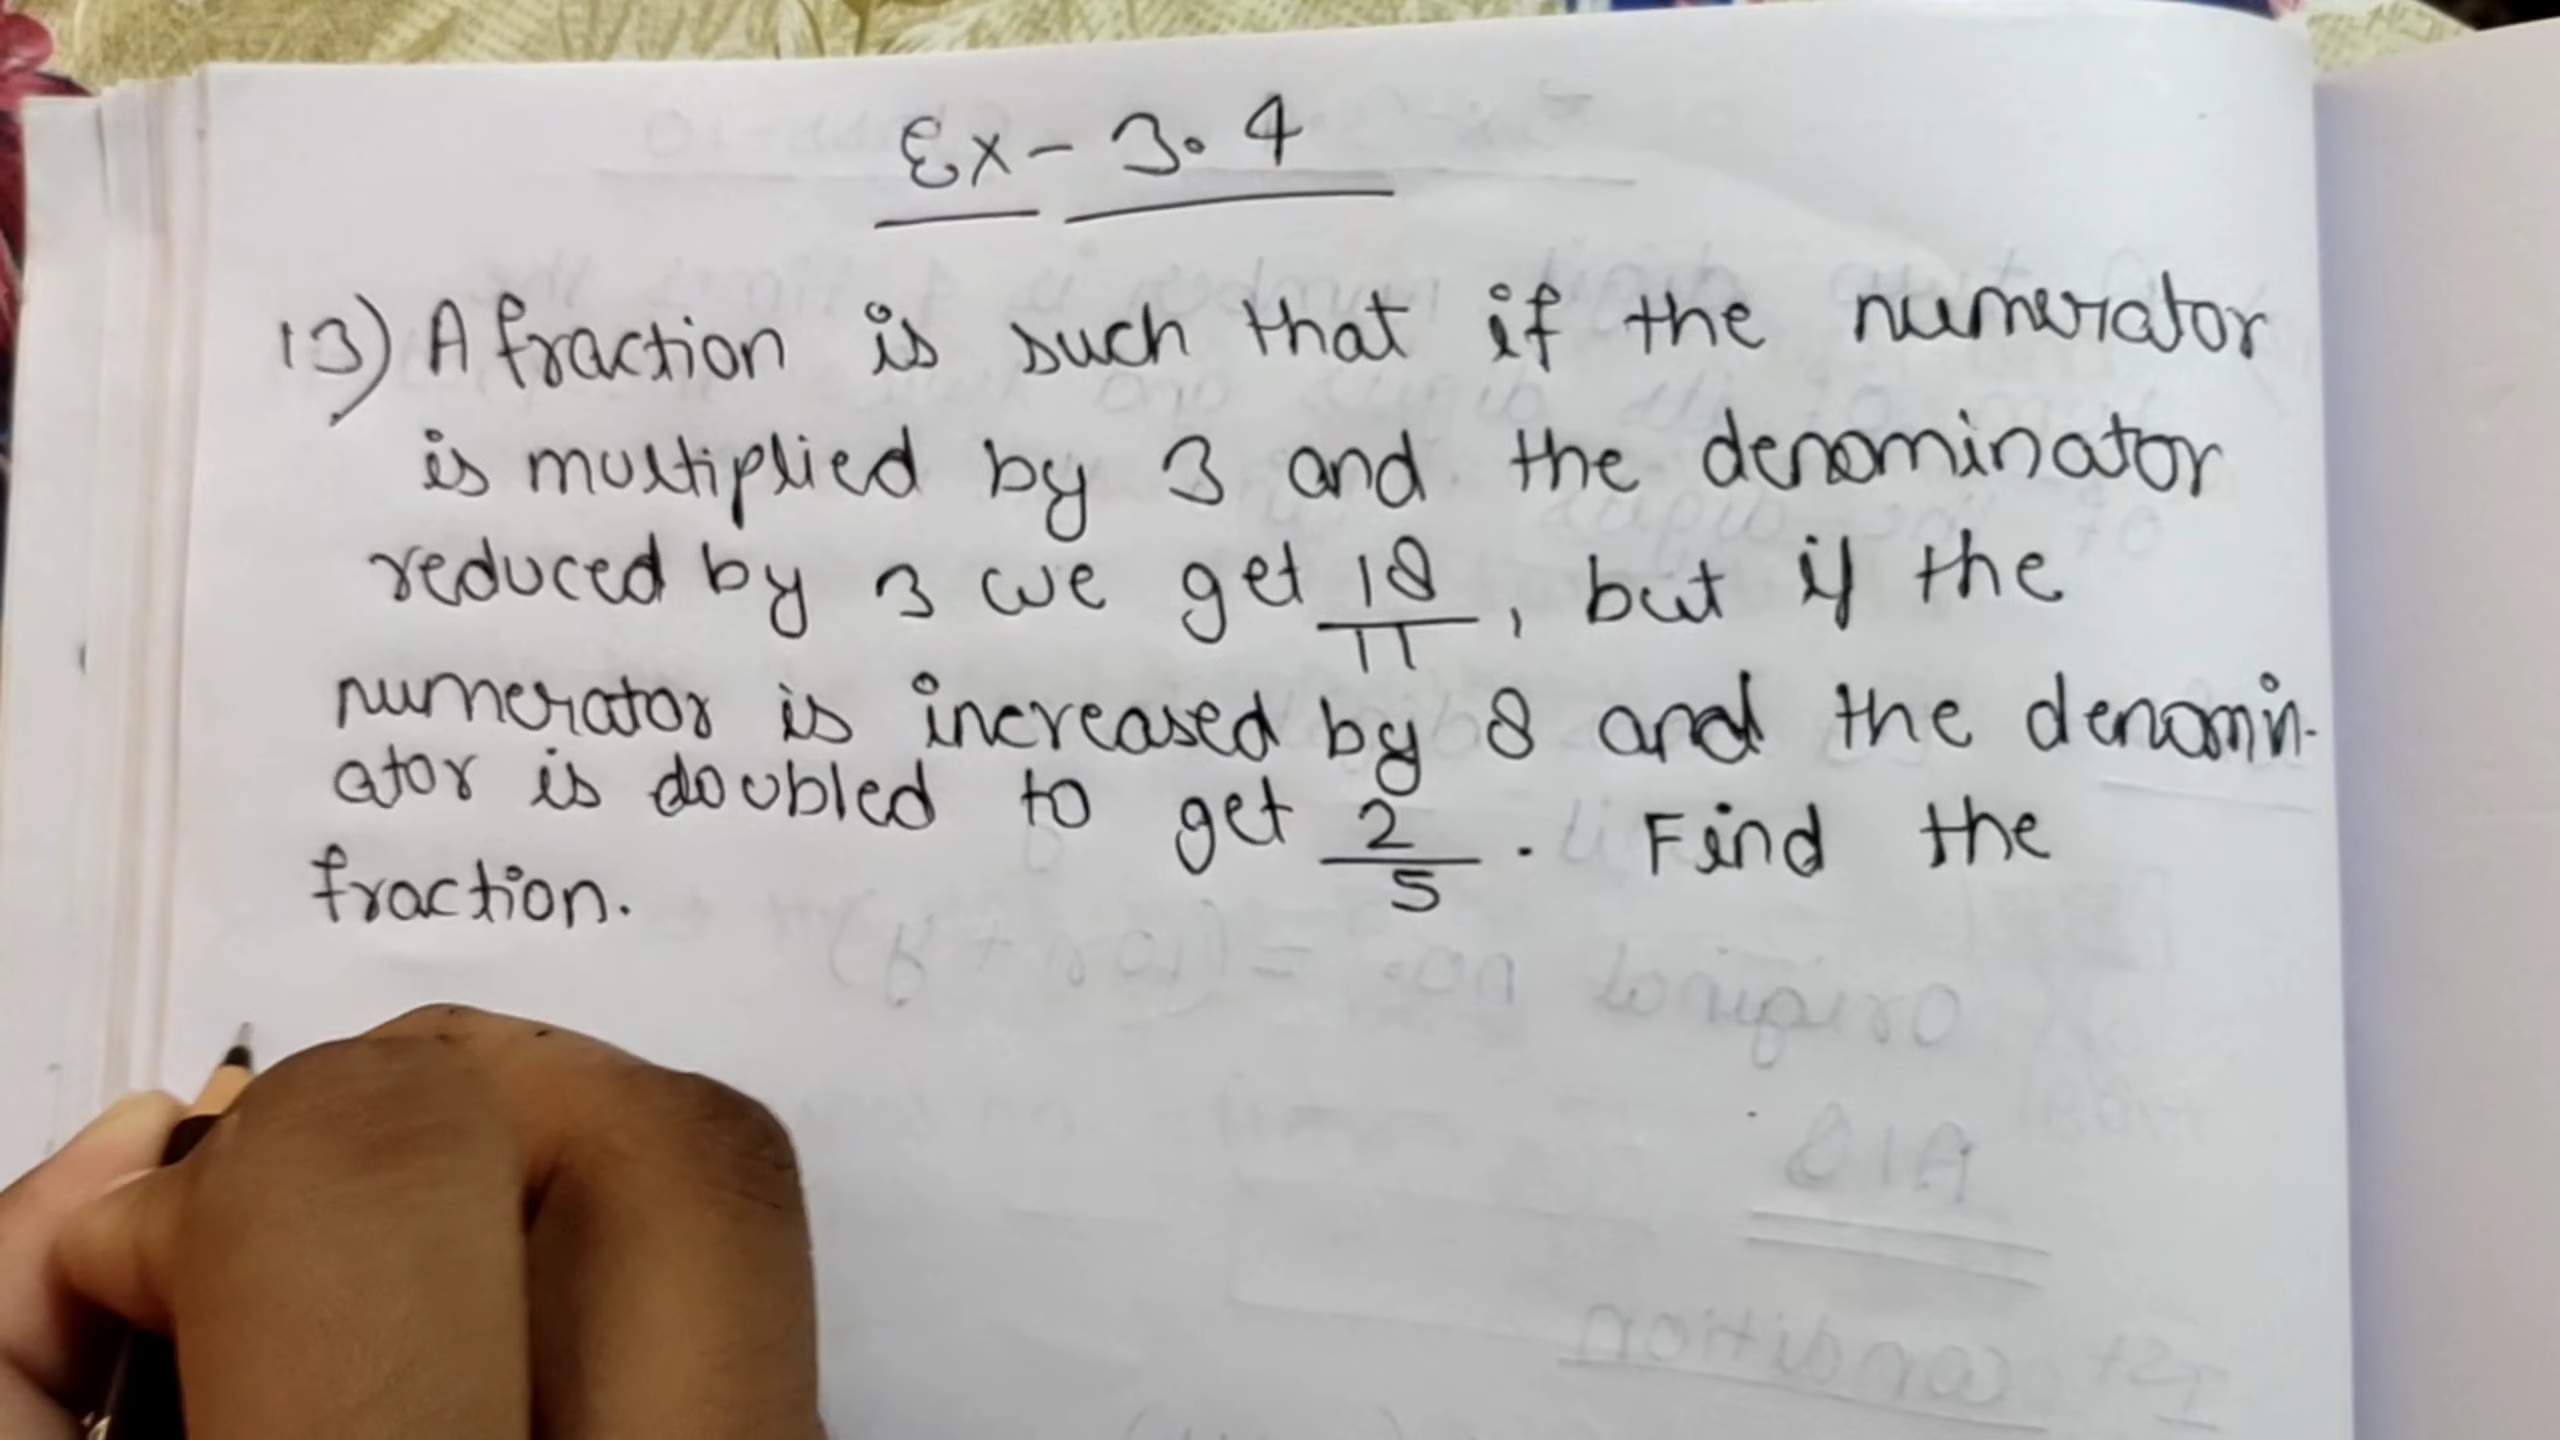 Ex - 3.4
13) A fraction is such that if the numerator
is multiplied by 3 and the denominator
reduced by 3 we get 18/11, but if the
numerator is increased by 8 and the denomin-
ator is doubled to get 2/5. Find the
fraction.